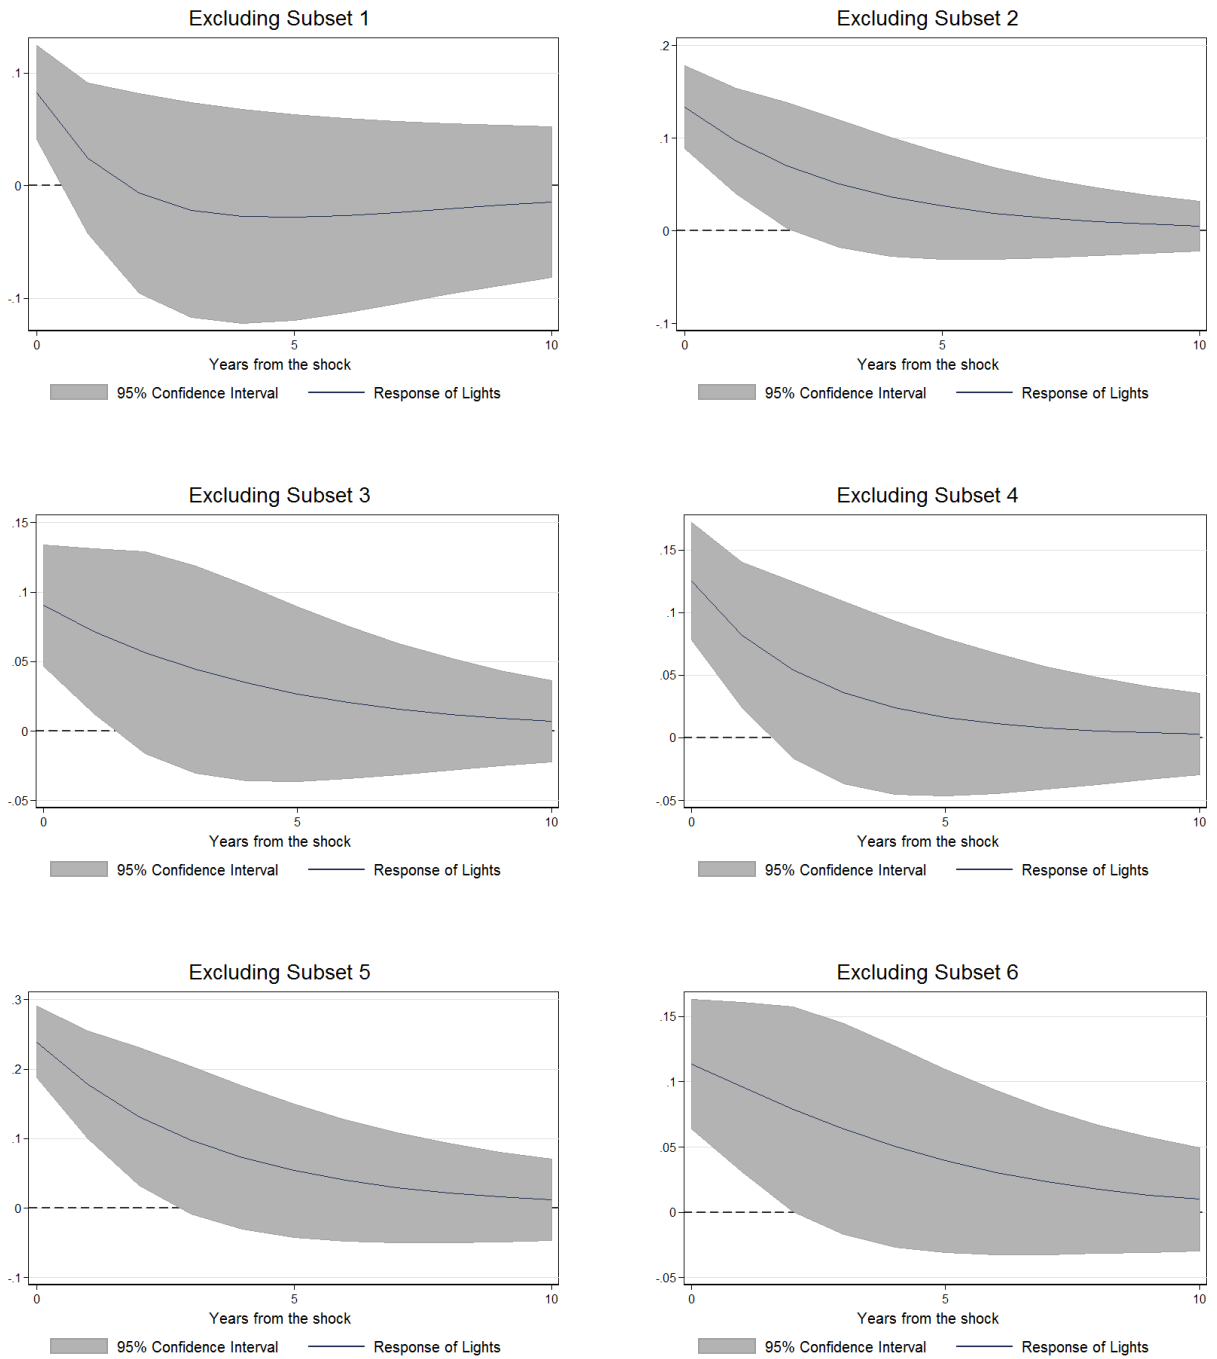 Excluding Subset 1
.1
0
-.1
0 5 10
Years from the shock
95% Confidence Interval Response of Lights
Excluding Subset 2
.2
.1
0
-.1
0 5 10
Years from the shock
95% Confidence Interval Response of Lights
Excluding Subset 3
.15
.1
.05
0
-.05
0 5 10
Years from the shock
95% Confidence Interval Response of Lights
Excluding Subset 4
.15
.1
.05
0
-.05
0 5 10
Years from the shock
95% Confidence Interval Response of Lights
Excluding Subset 5
.3
.2
.1
0
-.1
0 5 10
Years from the shock
95% Confidence Interval Response of Lights
Excluding Subset 6
.15
.1
.05
0
-.05
0 5 10
Years from the shock
95% Confidence Interval Response of Lights